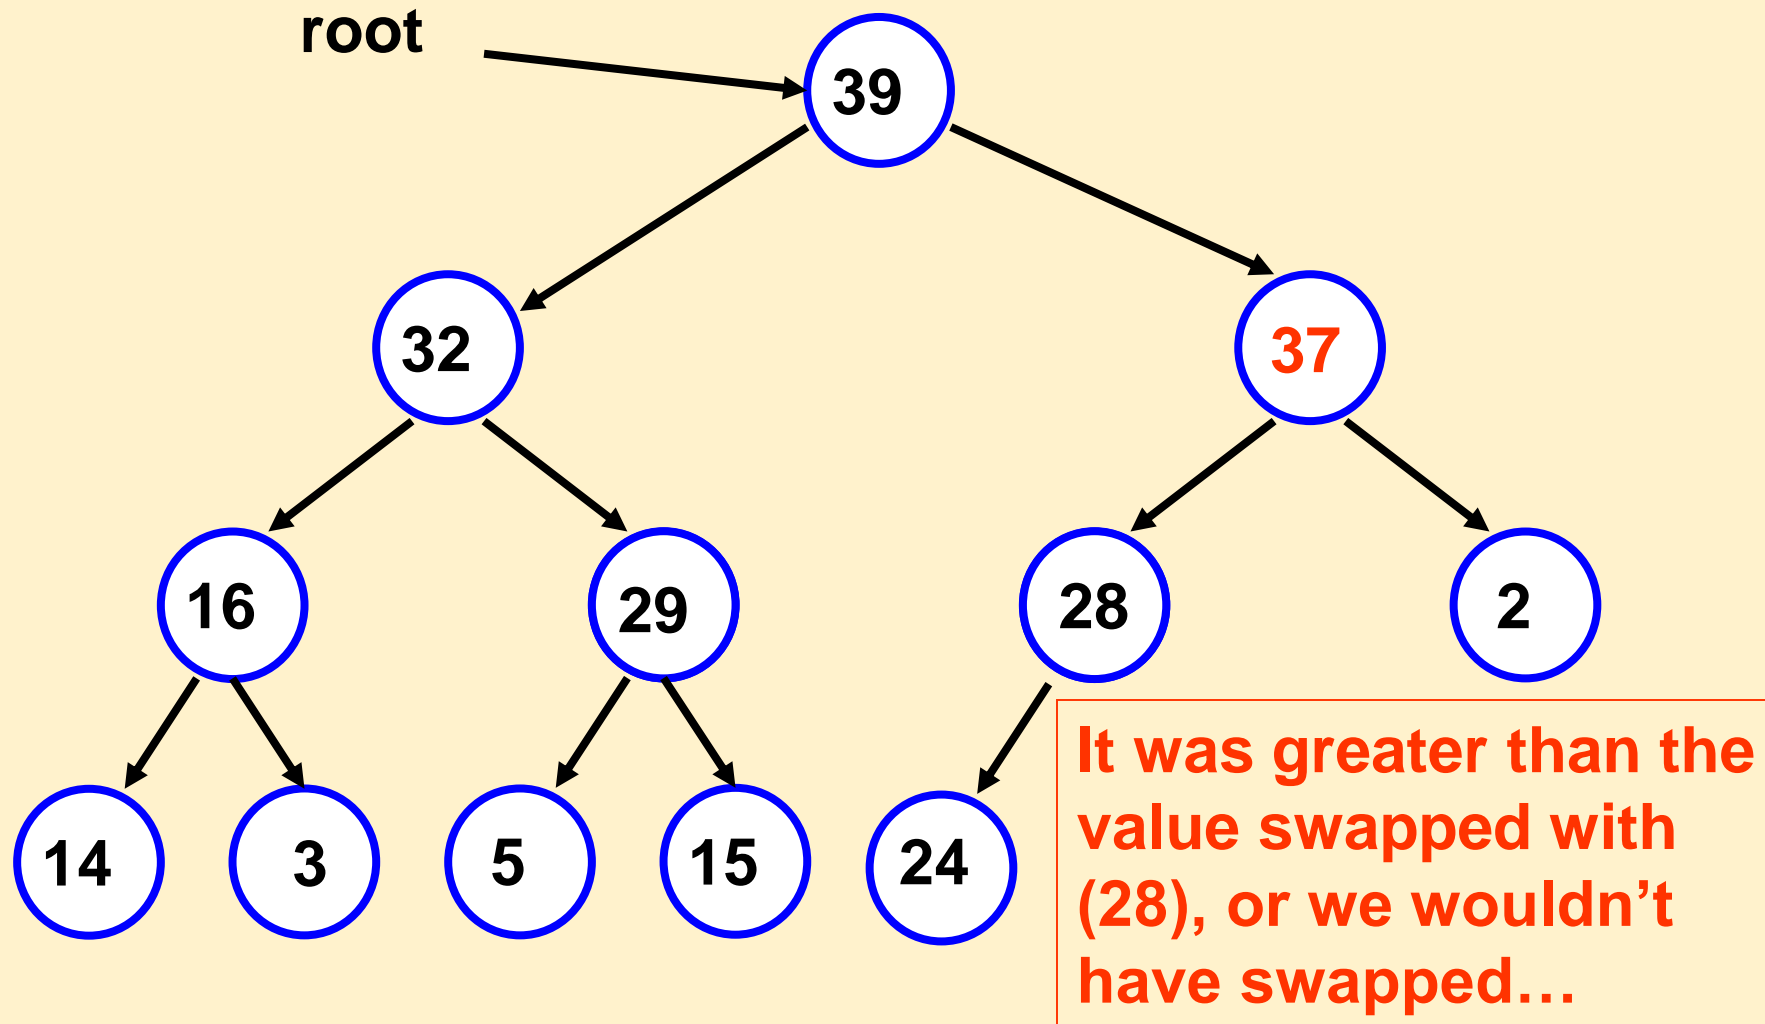 root
39
32
37
16
29
28
2
14
3
5
15
24
It was greater than the
value swapped with
(28), or we wouldn’t
have swapped…